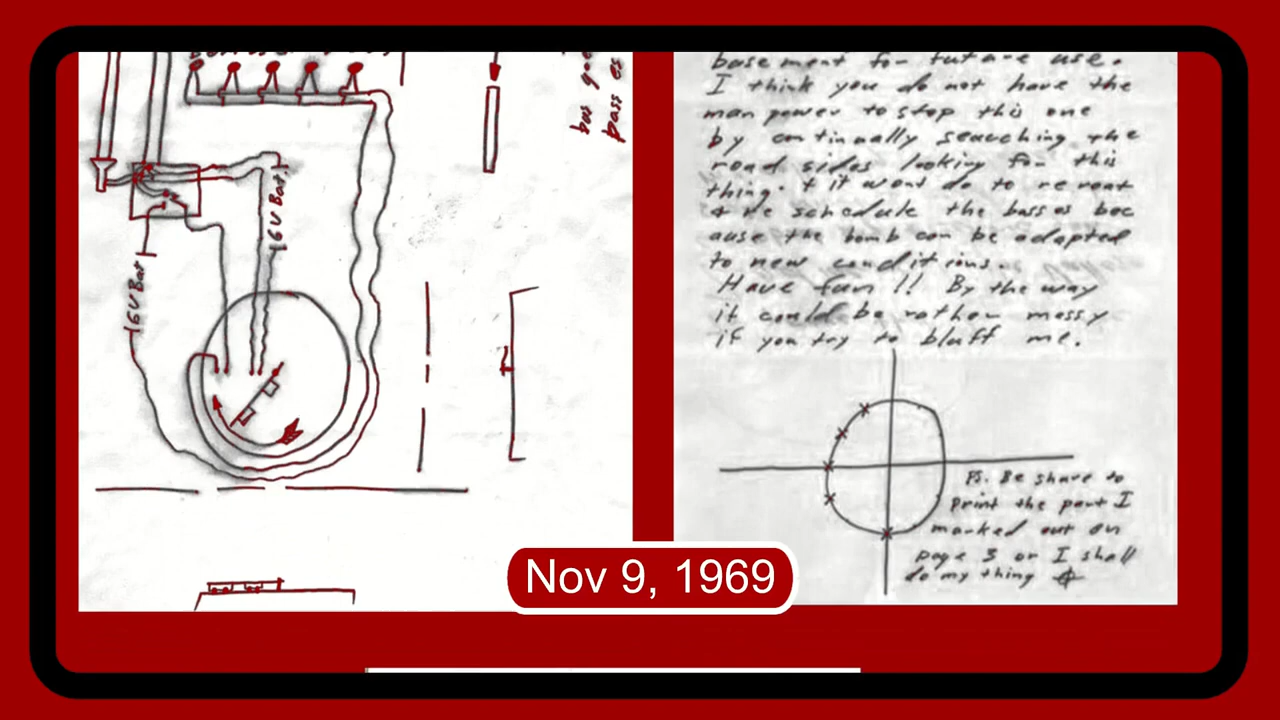 6V Bat
6V Bat
bus
pass es
basement for future use.
I think you do not have the
man power to stop this one
by continually seaching the
road sides looking for this
thing. & it wont do to re roat
& re schedule the busses bec
ause the bomb can be adapted
to new conditions.
Have fun!! By the way
it could be rather messy
if you try to bluff me.
PS. Be shure to
Print the part I
marked out on
page 3 or I shall
do my thing
Nov 9, 1969